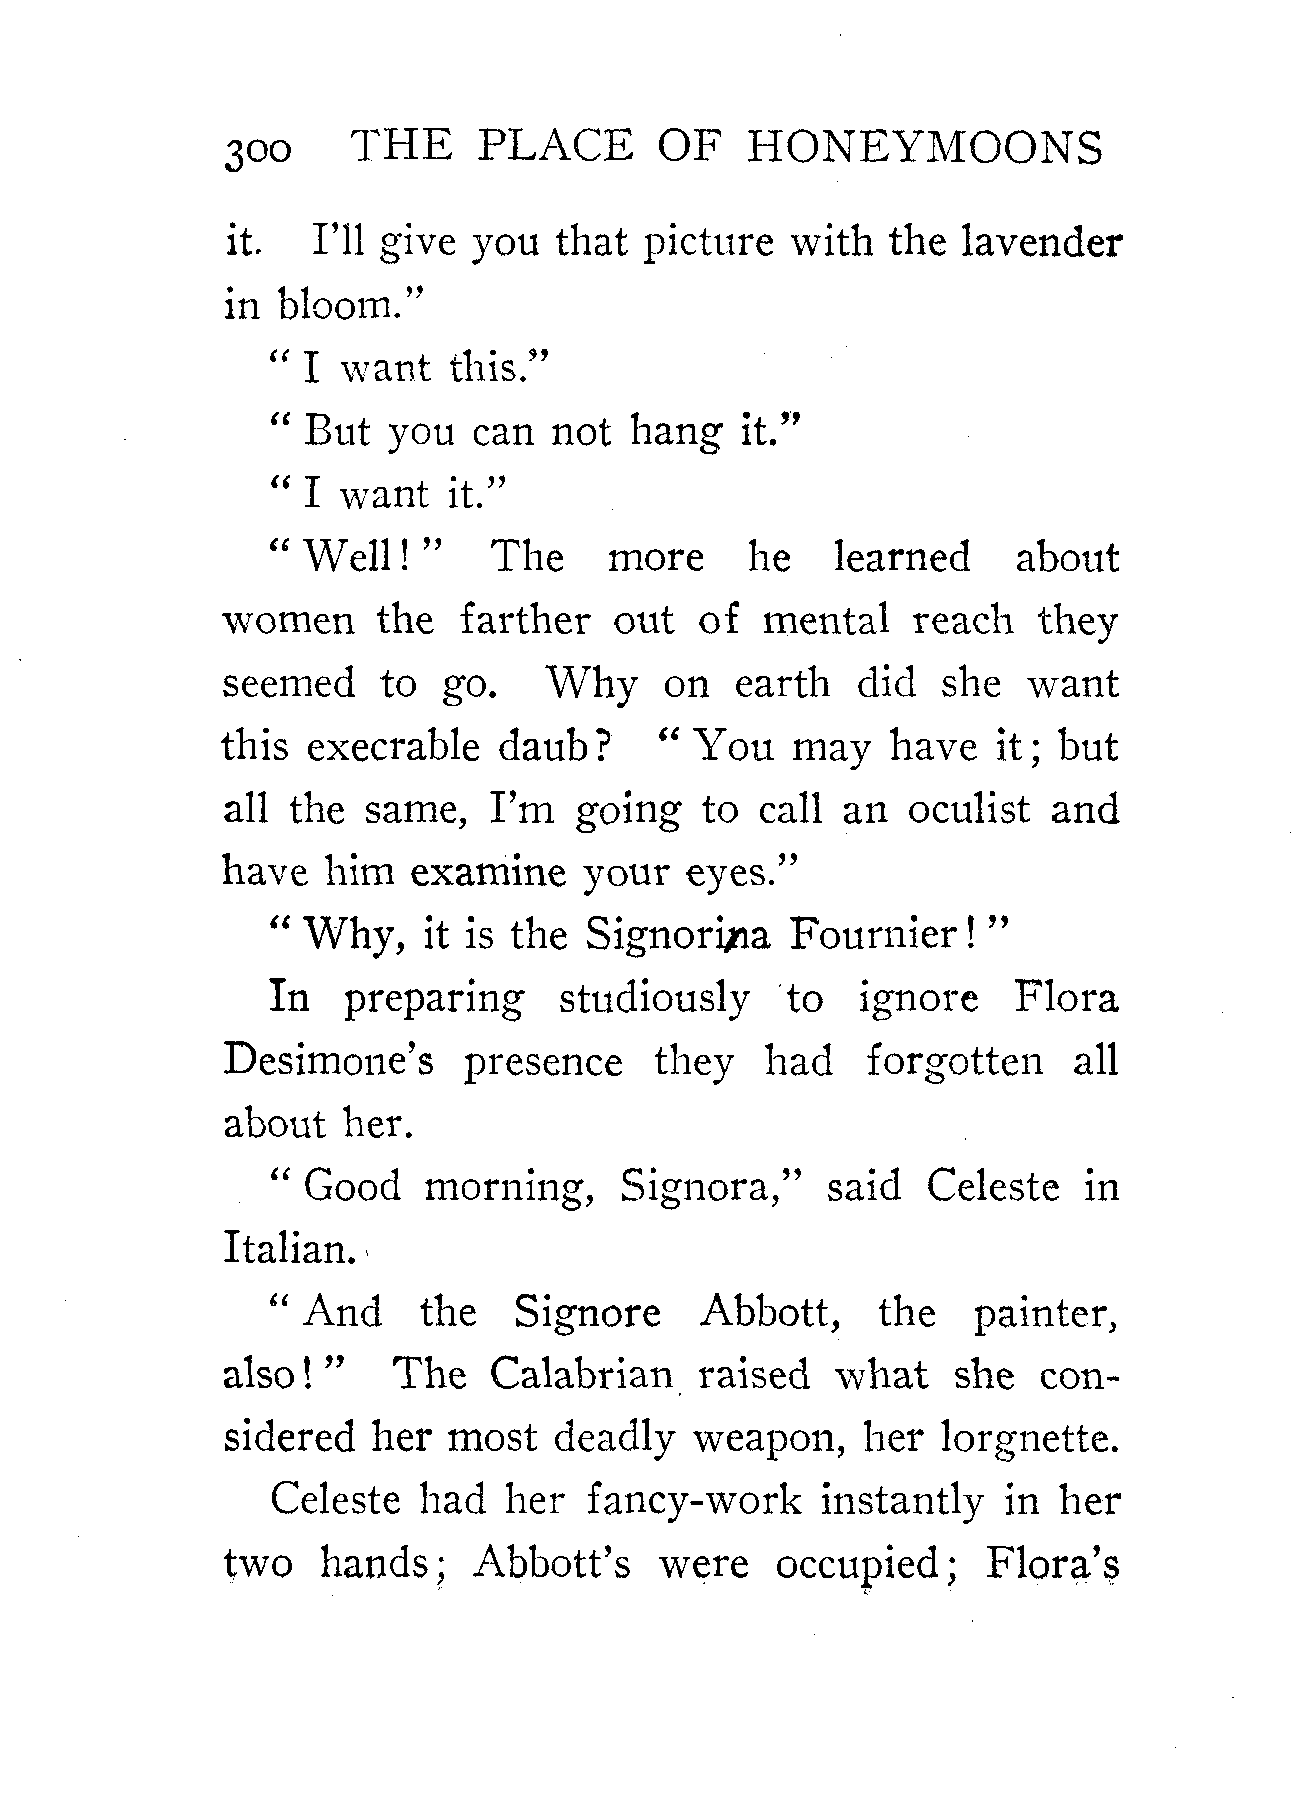 300 THE PLACE OF HONEYMOONS
it. I'll give you that picture with the lavender
in bloom."
" I want this."
" But you can not hang it."
" I want it."
" Well! " The more he learned about
women the farther out of mental reach they
seemed to go. Why on earth did she want
this execrable daub? " You may have it; but
all the same, I'm going to call an oculist and
have him examine your eyes."
" Why, it is the Signorina Fournier! "
In preparing studiously to ignore Flora
Desimone's presence they had forgotten all
about her.
" Good morning, Signora," said Celeste in
Italian.
" And the Signore Abbott, the painter,
also! " The Calabrian raised what she con-
sidered her most deadly weapon, her lorgnette.
Celeste had her fancy-work instantly in her
two hands; Abbott's were occupied; Flora's